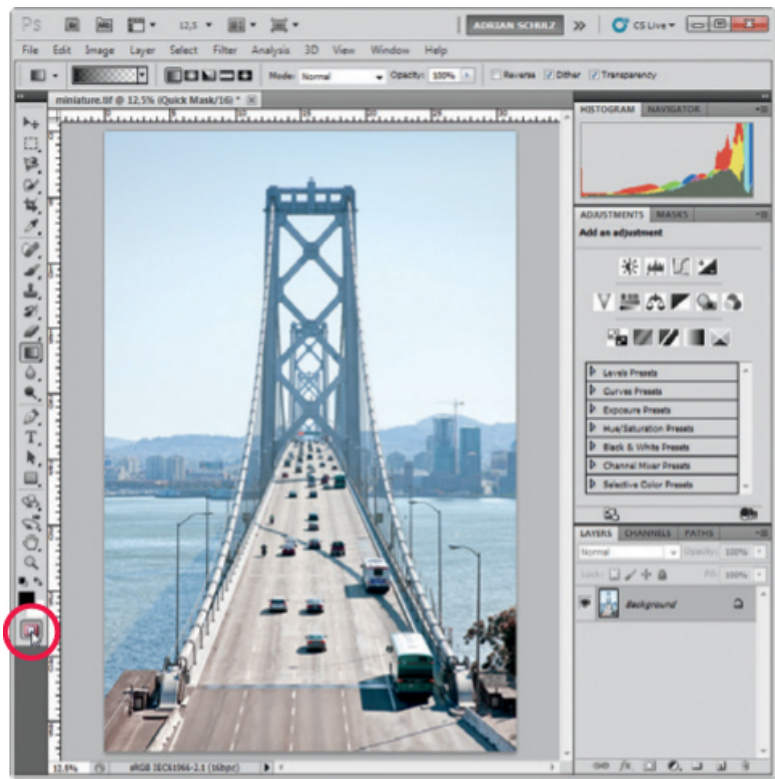 Ps 12,5 ADRIAN SCHULZ CS Live
File Edit Image Layer Select Filter Analysis 3D View Window Help
Mode: Normal Opacity: 100% Reverse Dither Transparency
miniature.tif @ 12,5% (Quick Mask/16) *
HISTOGRAM NAVIGATOR
ADJUSTMENTS MASKS
Add an adjustment
Levels Presets
Curves Presets
Exposure Presets
Hue/Saturation Presets
Black & White Presets
Channel Mixer Presets
Selective Color Presets
LAYERS CHANNELS PATHS
Normal Opacity: 100%
Lock: Fill: 100%
Background
12,5% sRGB IEC61966-2.1 (16bpc)